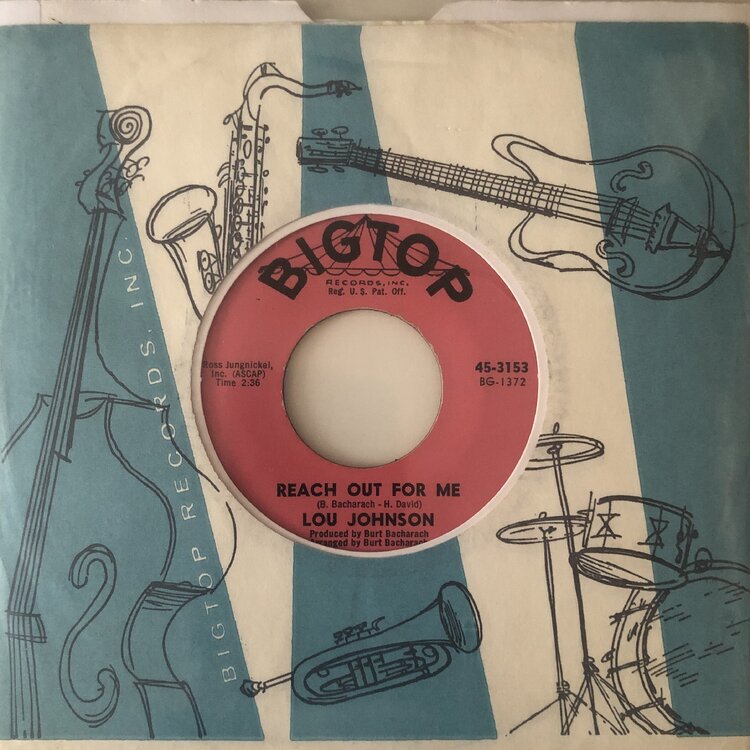 BIGTOP
RECORDS, INC.
Reg. U. S. Pat. Off.
Ross Jungnickel,
Inc. (ASCAP)
Time 2:36
45-3153
BG-1372
REACH OUT FOR ME
(B. Bacharach - H. David)
LOU JOHNSON
Produced by Burt Bacharach
Arranged by Burt Bacharach
BIGTOP RECORDS, INC.